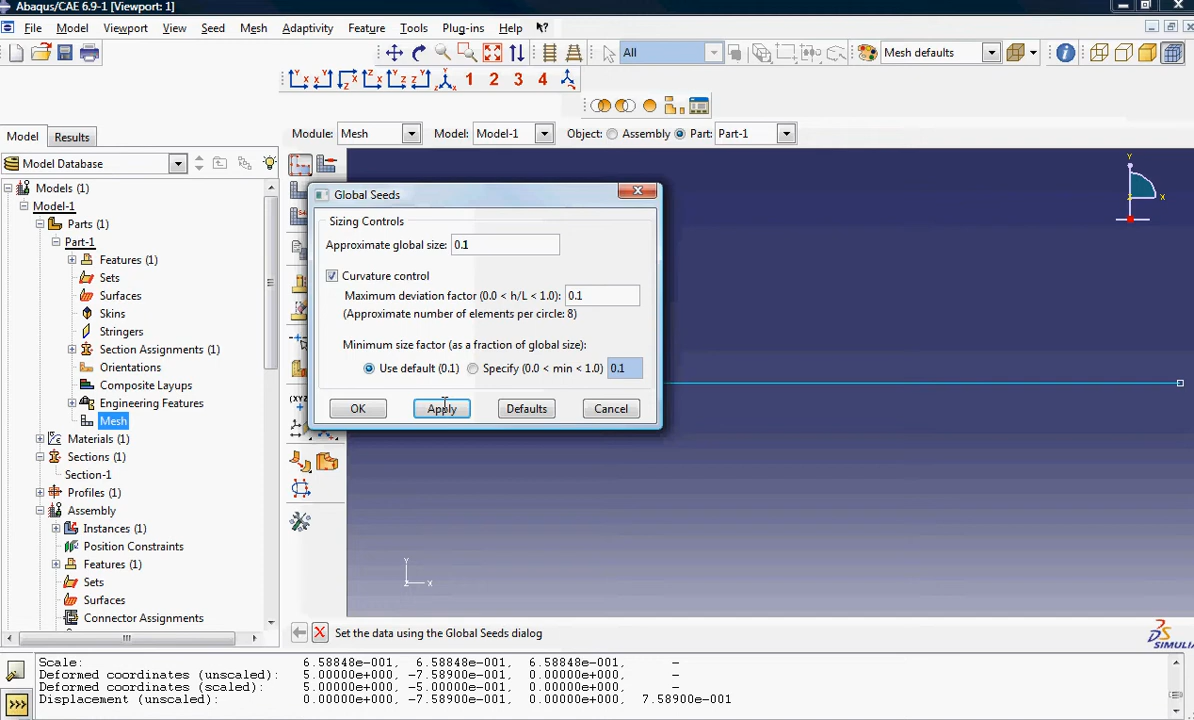 Abaqus/CAE 6.9-1 [Viewport: 1]
File Model Viewport View Seed Mesh Adaptivity Feature Tools Plug-ins Help
All Mesh defaults
1 2 3 4
Model Results
Module: Mesh Model: Model-1 Object: Assembly Part: Part-1
Model Database
Models (1)
Model-1
Parts (1)
Part-1
Features (1)
Sets
Surfaces
Skins
Stringers
Section Assignments (1)
Orientations
Composite Layups
Engineering Features
Mesh
Materials (1)
Sections (1)
Section-1
Profiles (1)
Assembly
Instances (1)
Position Constraints
Features (1)
Sets
Surfaces
Connector Assignments
Global Seeds
Sizing Controls
Approximate global size: 0.1
Curvature control
Maximum deviation factor (0.0 < h/L < 1.0): 0.1
(Approximate number of elements per circle: 8)
Minimum size factor (as a fraction of global size):
Use default (0.1) Specify (0.0 < min < 1.0) 0.1
OK Apply Defaults Cancel
Y
X
Z
Y
Z X
Set the data using the Global Seeds dialog
SIMULIA
Scale: 6.58848e-001, 6.58848e-001, 6.58848e-001, -
Deformed coordinates (unscaled) 5.00000e+000, -7.58900e-001, 0.00000e+000, -
Deformed coordinates (scaled) 5.00000e+000, -5.00000e-001, 0.00000e+000, -
Displacement (unscaled): 0.00000e+000, -7.58900e-001, 0.00000e+000, 7.58900e-001